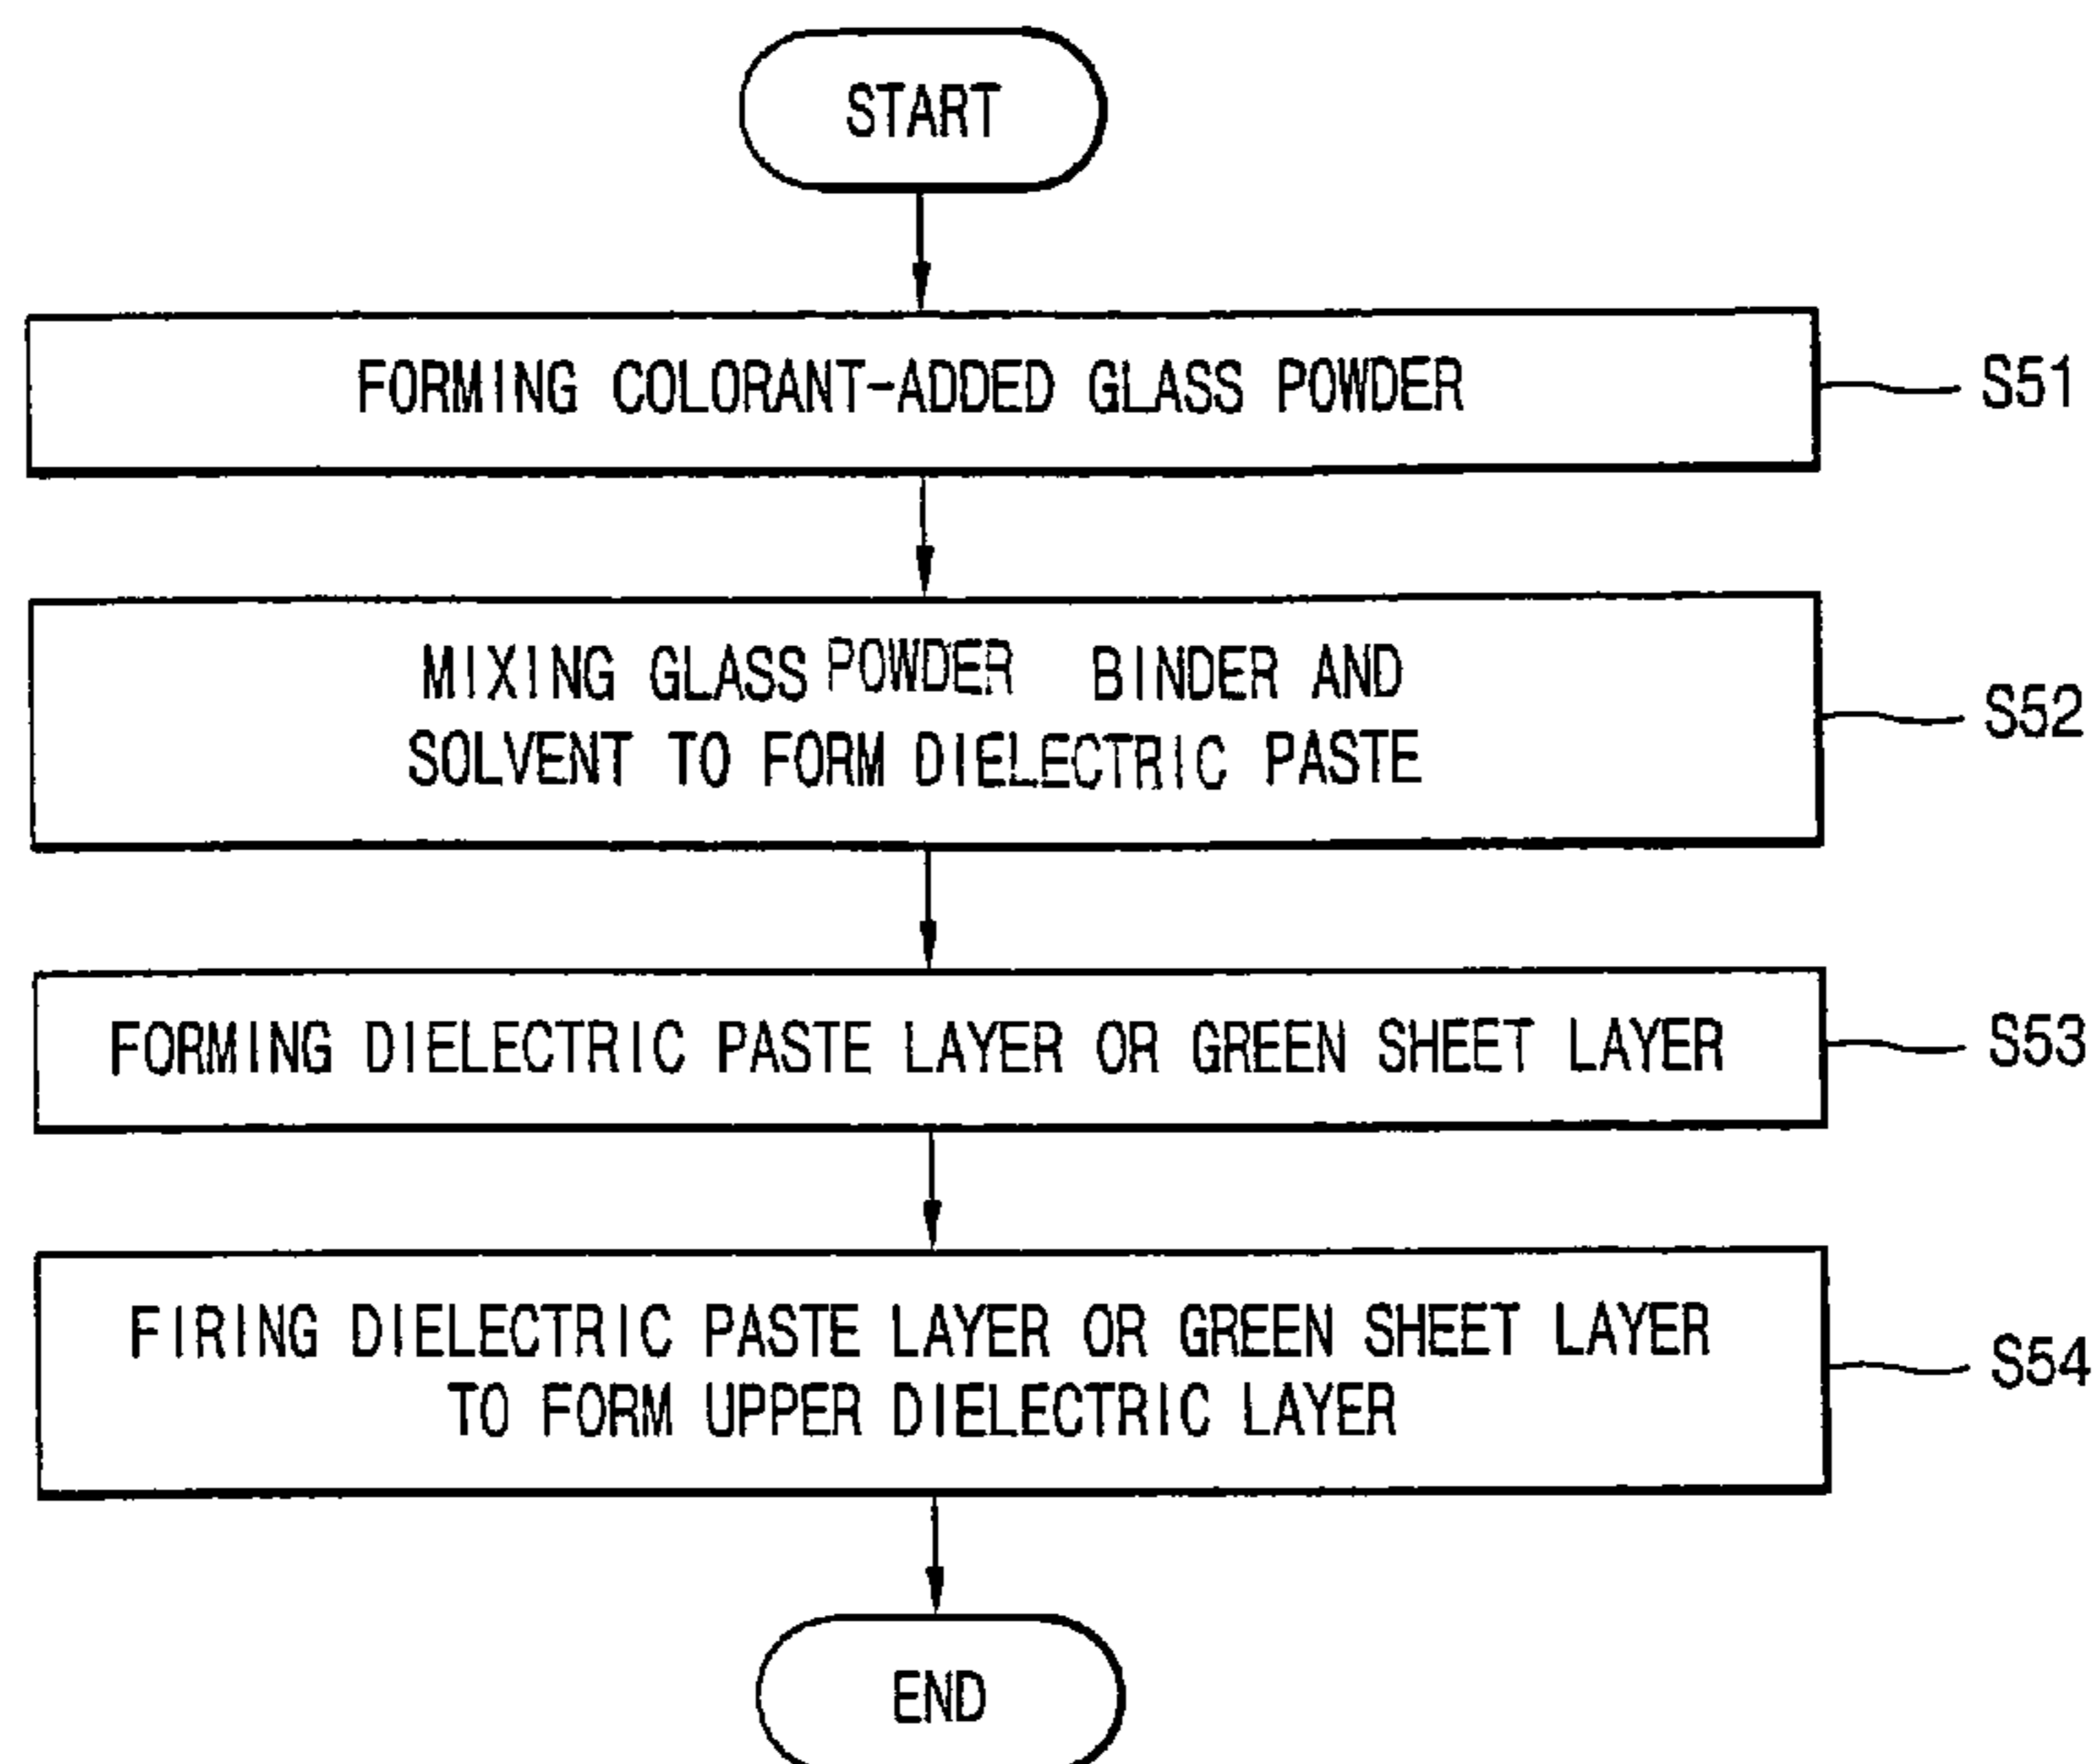 START
FORMING COLORANT-ADDED GLASS POWDER
S51
MIXING GLASS POWDER BINDER AND
SOLVENT TO FORM DIELECTRIC PASTE
S52
FORMING DIELECTRIC PASTE LAYER OR GREEN SHEET LAYER
S53
FIRING DIELECTRIC PASTE LAYER OR GREEN SHEET LAYER
TO FORM UPPER DIELECTRIC LAYER
S54
END